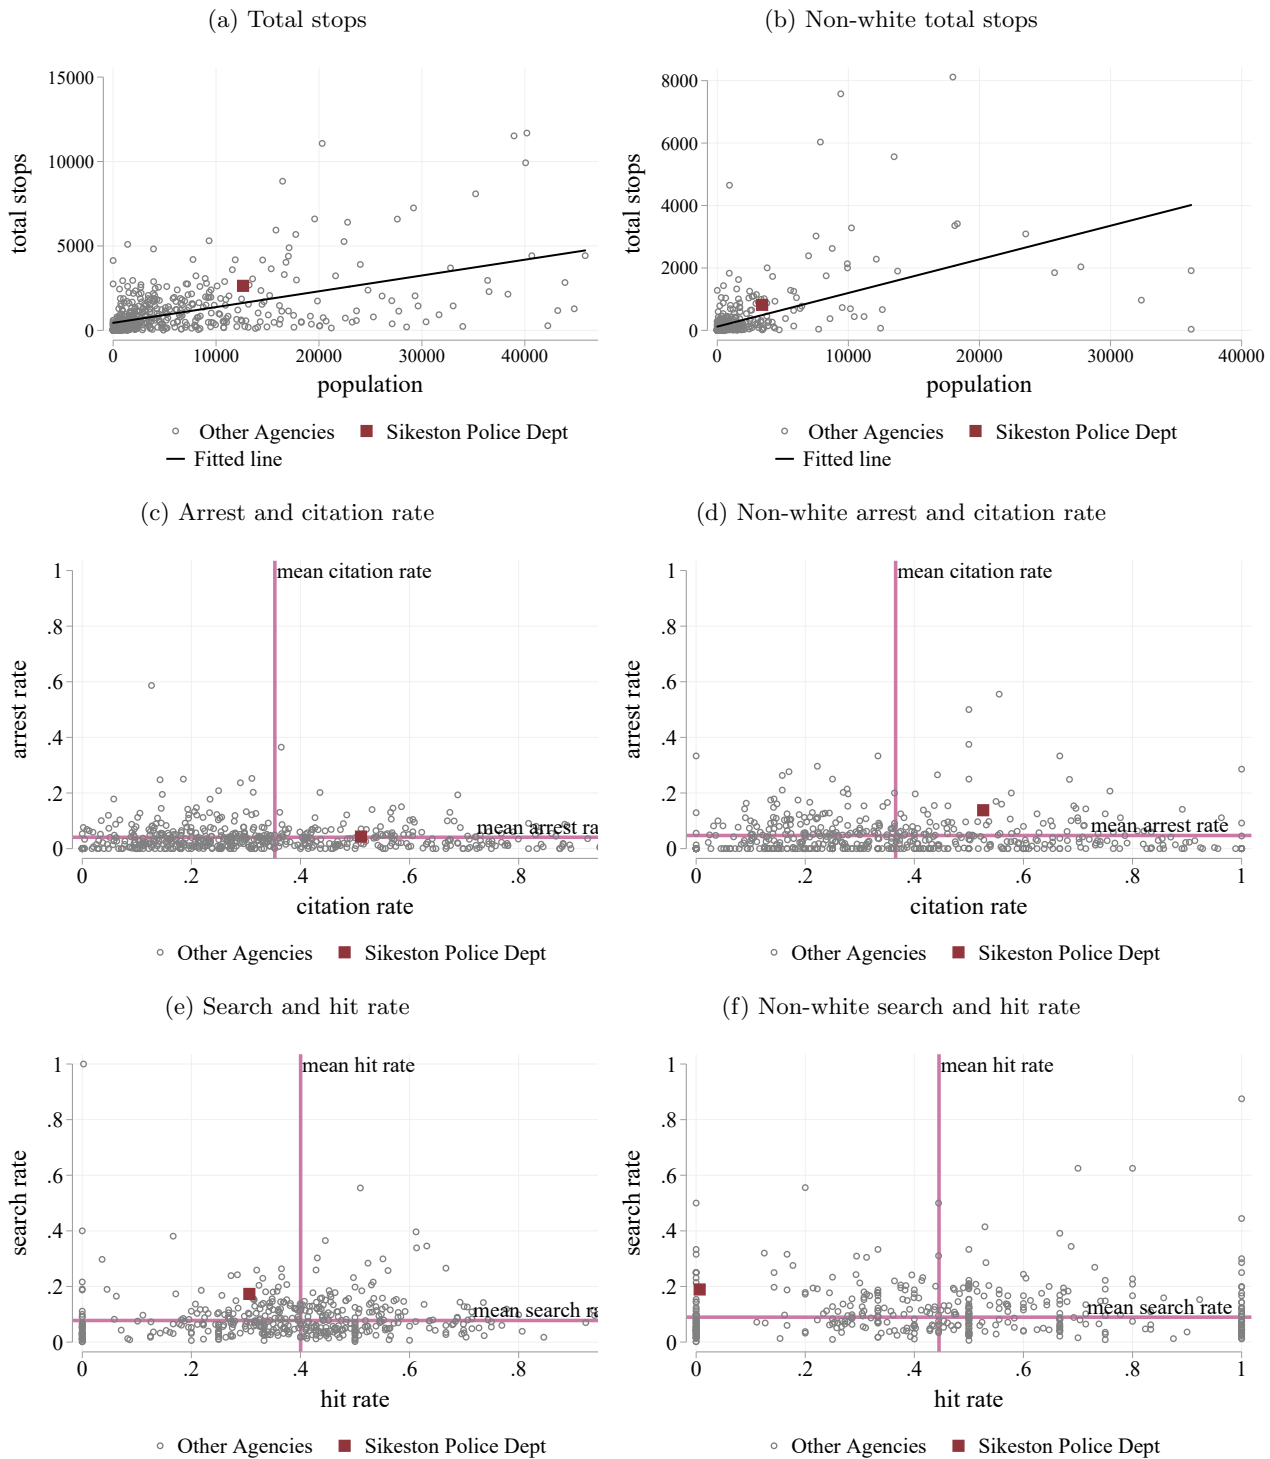 (a) Total stops
(b) Non-white total stops
total stops
15000
10000
5000
0
0 10000 20000 30000 40000
population
Other Agencies Sikeston Police Dept
Fitted line
total stops
8000
6000
4000
2000
0
0 10000 20000 30000 40000
population
Other Agencies Sikeston Police Dept
Fitted line
(c) Arrest and citation rate
(d) Non-white arrest and citation rate
arrest rate
1
.8
.6
.4
.2
0
mean citation rate
mean arrest ra
0 .2 .4 .6 .8
citation rate
Other Agencies Sikeston Police Dept
arrest rate
1
.8
.6
.4
.2
0
mean citation rate
mean arrest rate
0 .2 .4 .6 .8 1
citation rate
Other Agencies Sikeston Police Dept
(e) Search and hit rate
(f) Non-white search and hit rate
search rate
1
.8
.6
.4
.2
0
mean hit rate
mean search ra
0 .2 .4 .6 .8
hit rate
Other Agencies Sikeston Police Dept
search rate
1
.8
.6
.4
.2
0
mean hit rate
mean search rate
0 .2 .4 .6 .8 1
hit rate
Other Agencies Sikeston Police Dept